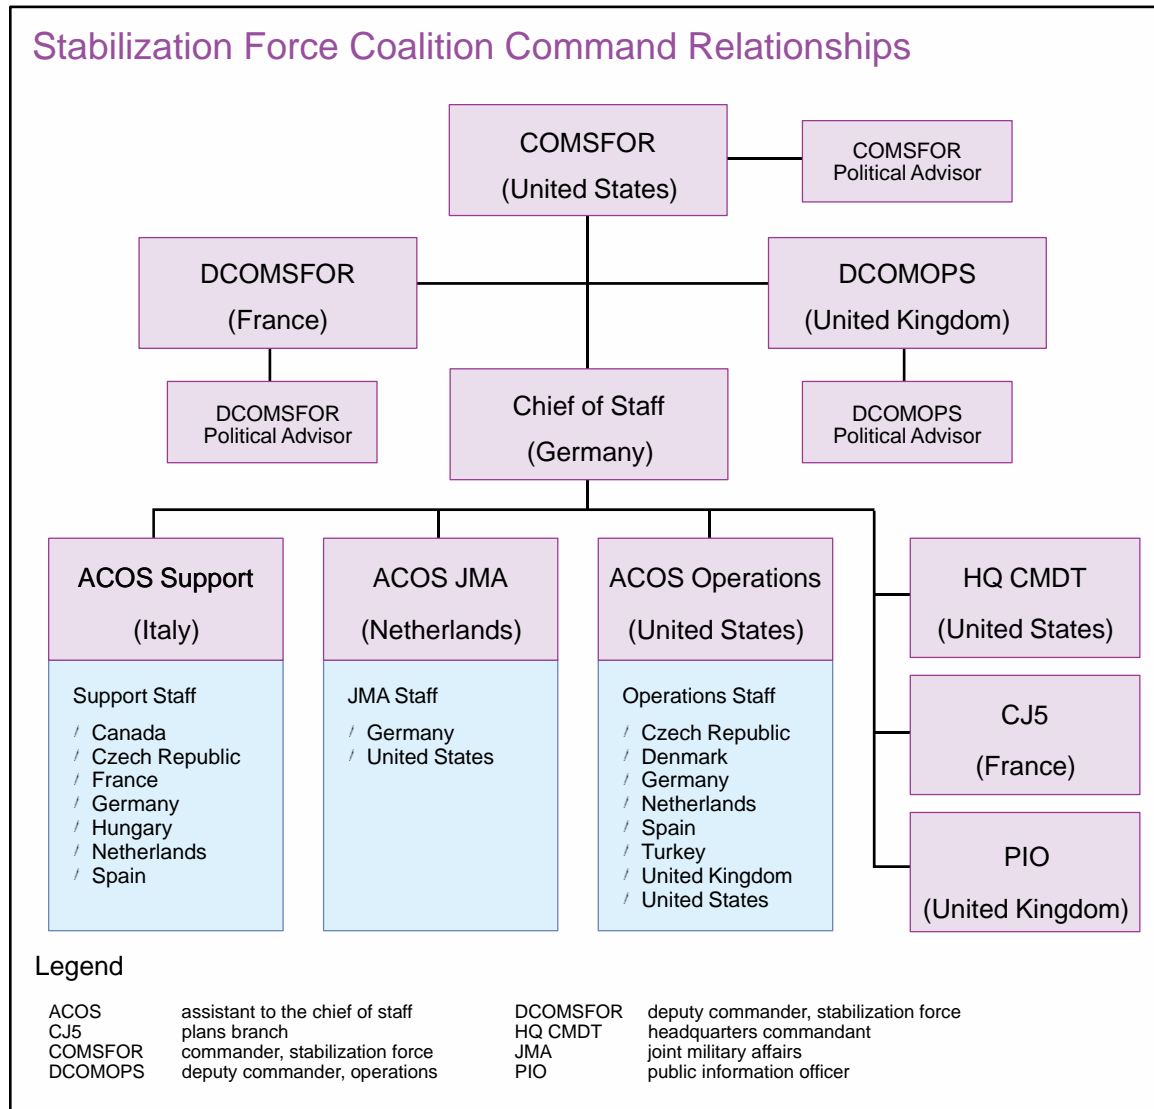 Stabilization Force Coalition Command Relationships
COMSFOR
(United States)
COMSFOR
Political Advisor
DCOMSFOR
(France)
DCOMOPS
(United Kingdom)
DCOMSFOR
Political Advisor
Chief of Staff
(Germany)
DCOMOPS
Political Advisor
ACOS Support
(Italy)
Support Staff
Canada
Czech Republic
France
Germany
Hungary
Netherlands
Spain
ACOS JMA
(Netherlands)
JMA Staff
Germany
United States
ACOS Operations
(United States)
Operations Staff
Czech Republic
Denmark
Germany
Netherlands
Spain
Turkey
United Kingdom
United States
HQ CMDT
(United States)
CJ5
(France)
PIO
(United Kingdom)
Legend
ACOS assistant to the chief of staff
CJ5 plans branch
COMSFOR commander, stabilization force
DCOMOPS deputy commander, operations
DCOMSFOR deputy commander, stabilization force
HQ CMDT headquarters commandant
JMA joint military affairs
PIO public information officer